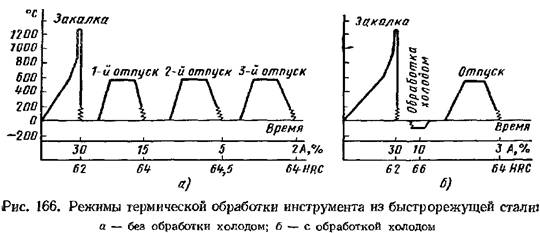 °C
Закалка
1200
1000
800
600
400
200
0
-200
1-й отпуск 2-й отпуск 3-й отпуск
Время
30 15 5 2 A,%
62 64 64,5 64 HRC
а)
Закалка
Обработка холодом
Отпуск
Время
30 10 3 A,%
62 66 64 HRC
б)
Рис. 166. Режимы термической обработки инструмента из быстрорежущей стали:
а — без обработки холодом; б — с обработкой холодом